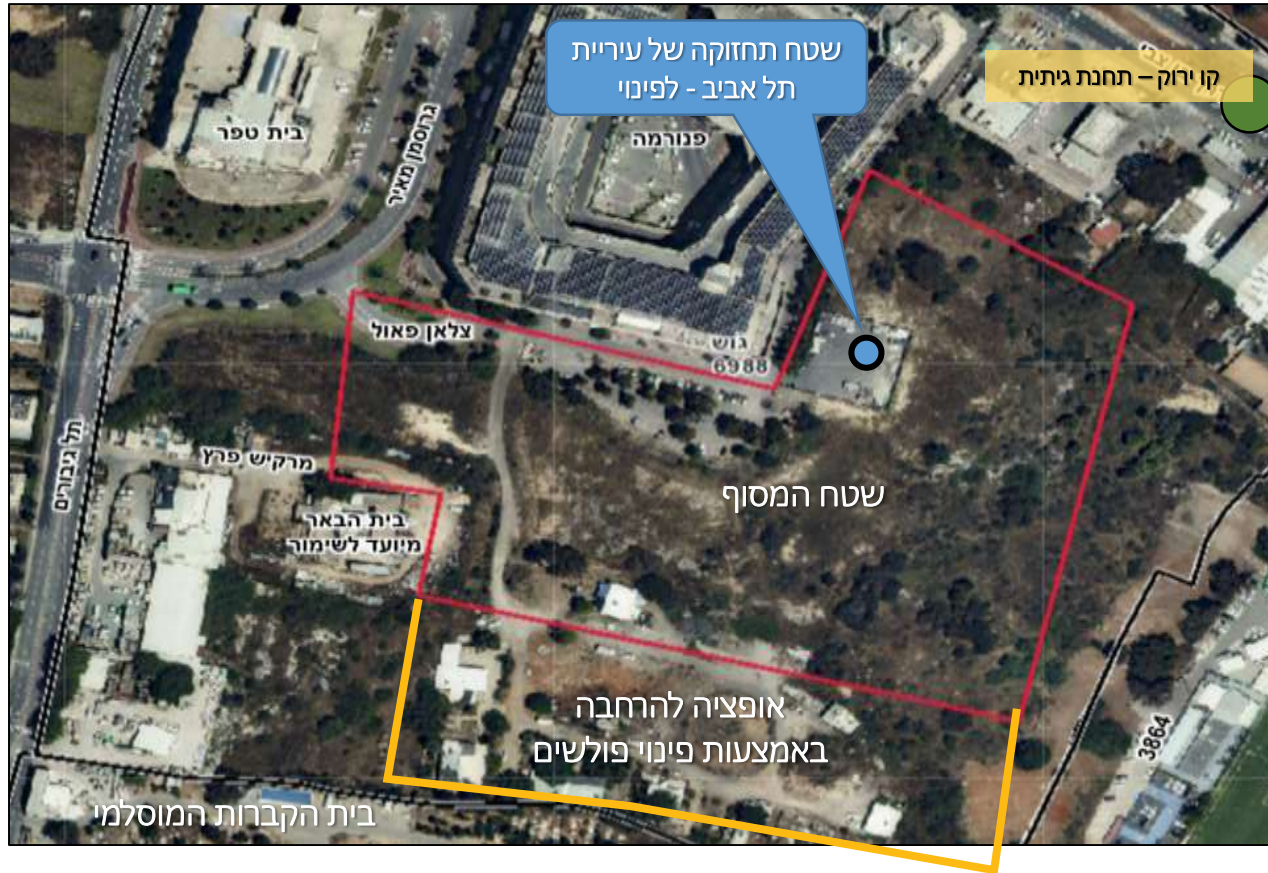 שטח תחזוקה של עיריית
תל אביב - לפינוי
קו ירוק – תחנת גיתית
בית טפר
גרוסמן מאיר
פנורמה
צלאן פאול
גוש
6988
תל גיבורים
מרקיש פרץ
בית הבאר
מיועד לשימור
שטח המסוף
אופציה להרחבה
באמצעות פינוי פולשים
3864
בית הקברות המוסלמי